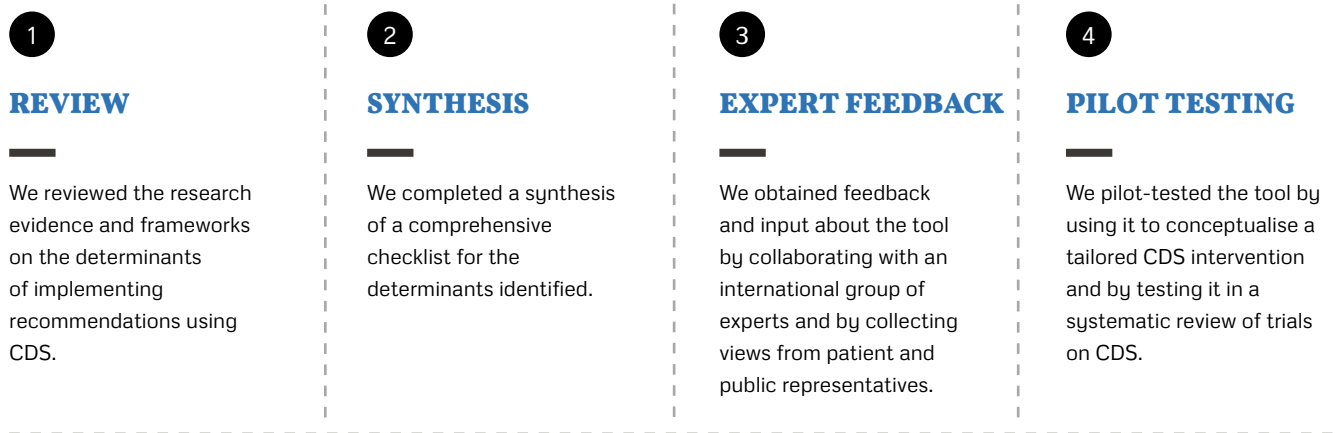 1
REVIEW
We reviewed the research
evidence and frameworks
on the determinants
of implementing
recommendations using
CDS.
2
SYNTHESIS
We completed a synthesis
of a comprehensive
checklist for the
determinants identified.
3
EXPERT FEEDBACK
We obtained feedback
and input about the tool
by collaborating with an
international group of
experts and by collecting
views from patient and
public representatives.
4
PILOT TESTING
We pilot-tested the tool by
using it to conceptualise a
tailored CDS intervention
and by testing it in a
systematic review of trials
on CDS.